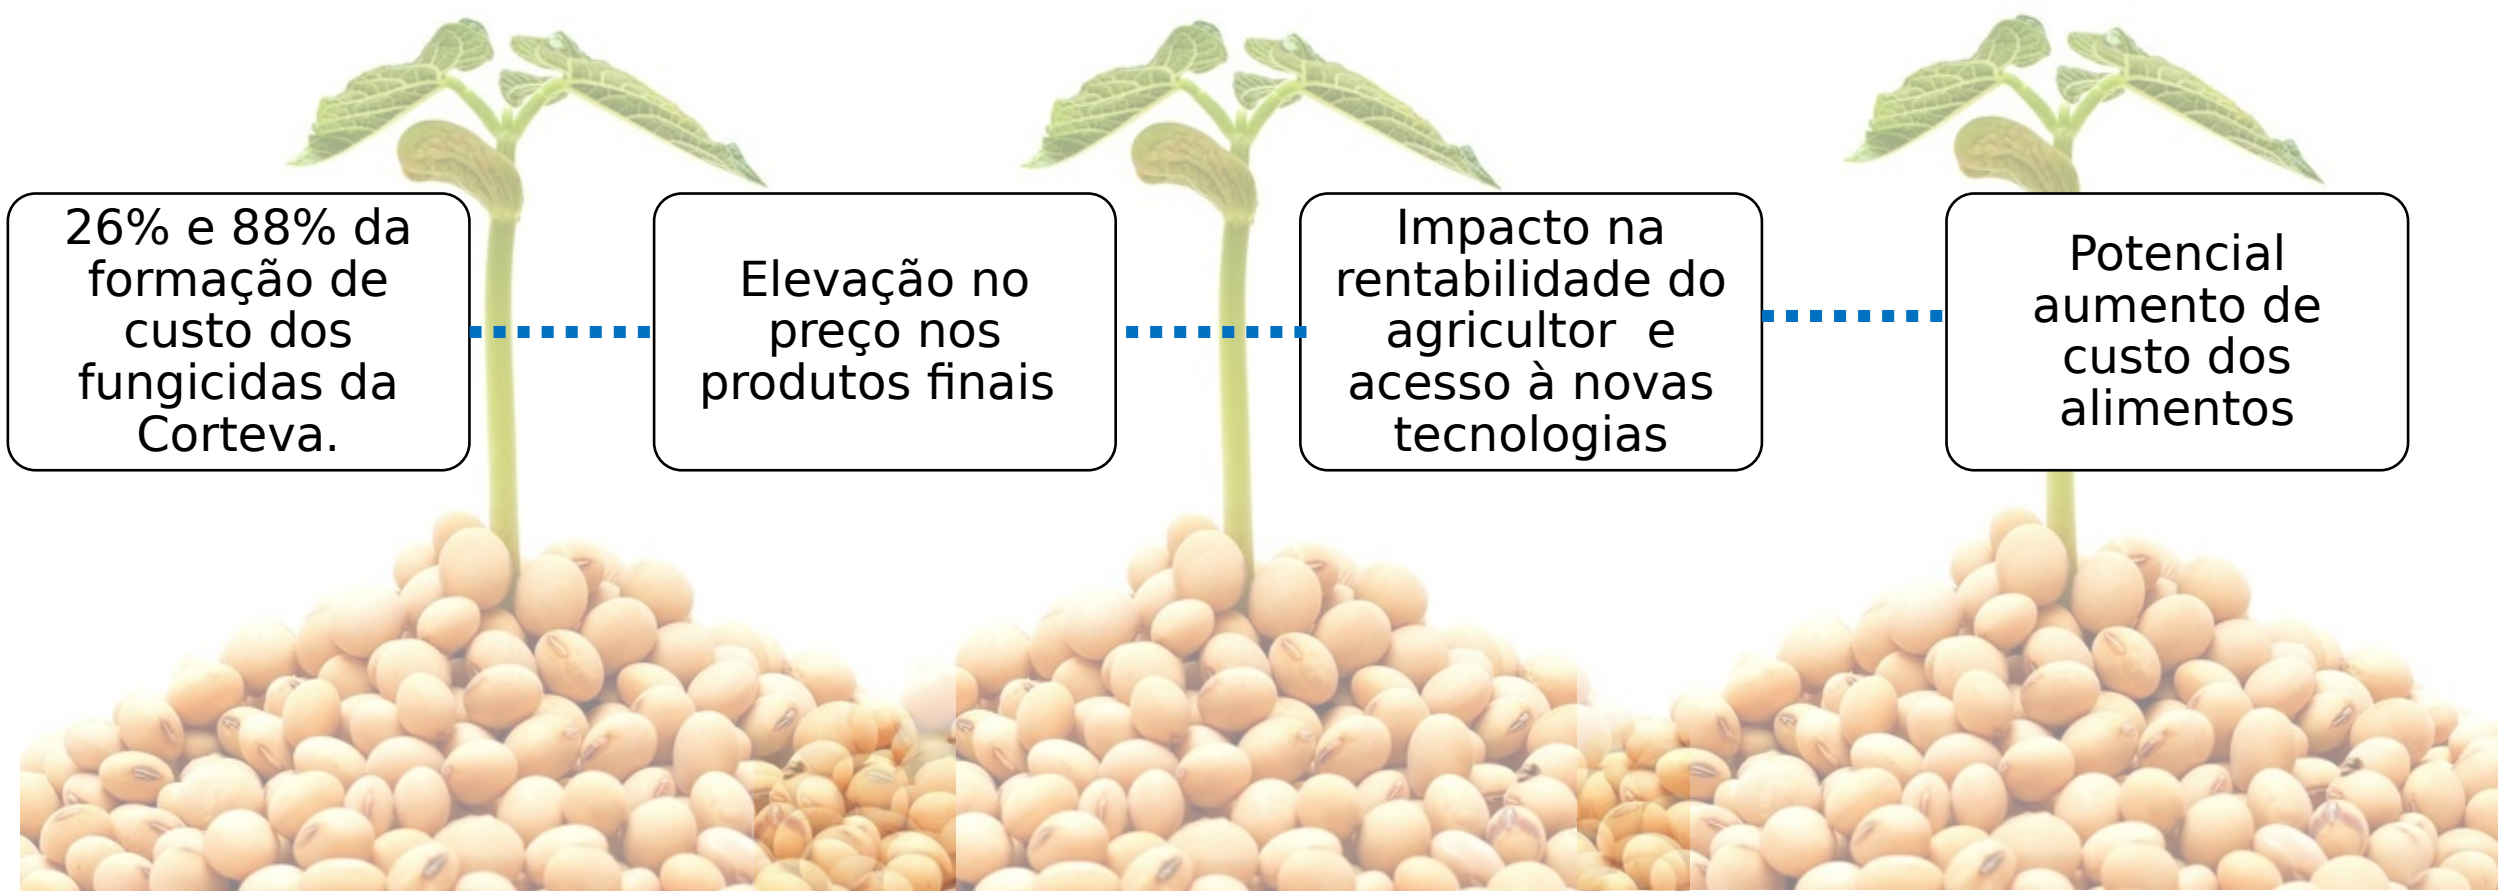 26% e 88% da
formação de
custo dos
fungicidas da
Corteva.
Elevação no
preço nos
produtos finais
Impacto na
rentabilidade do
agricultor  e
acesso à novas
tecnologias
Potencial
aumento de
custo dos
alimentos